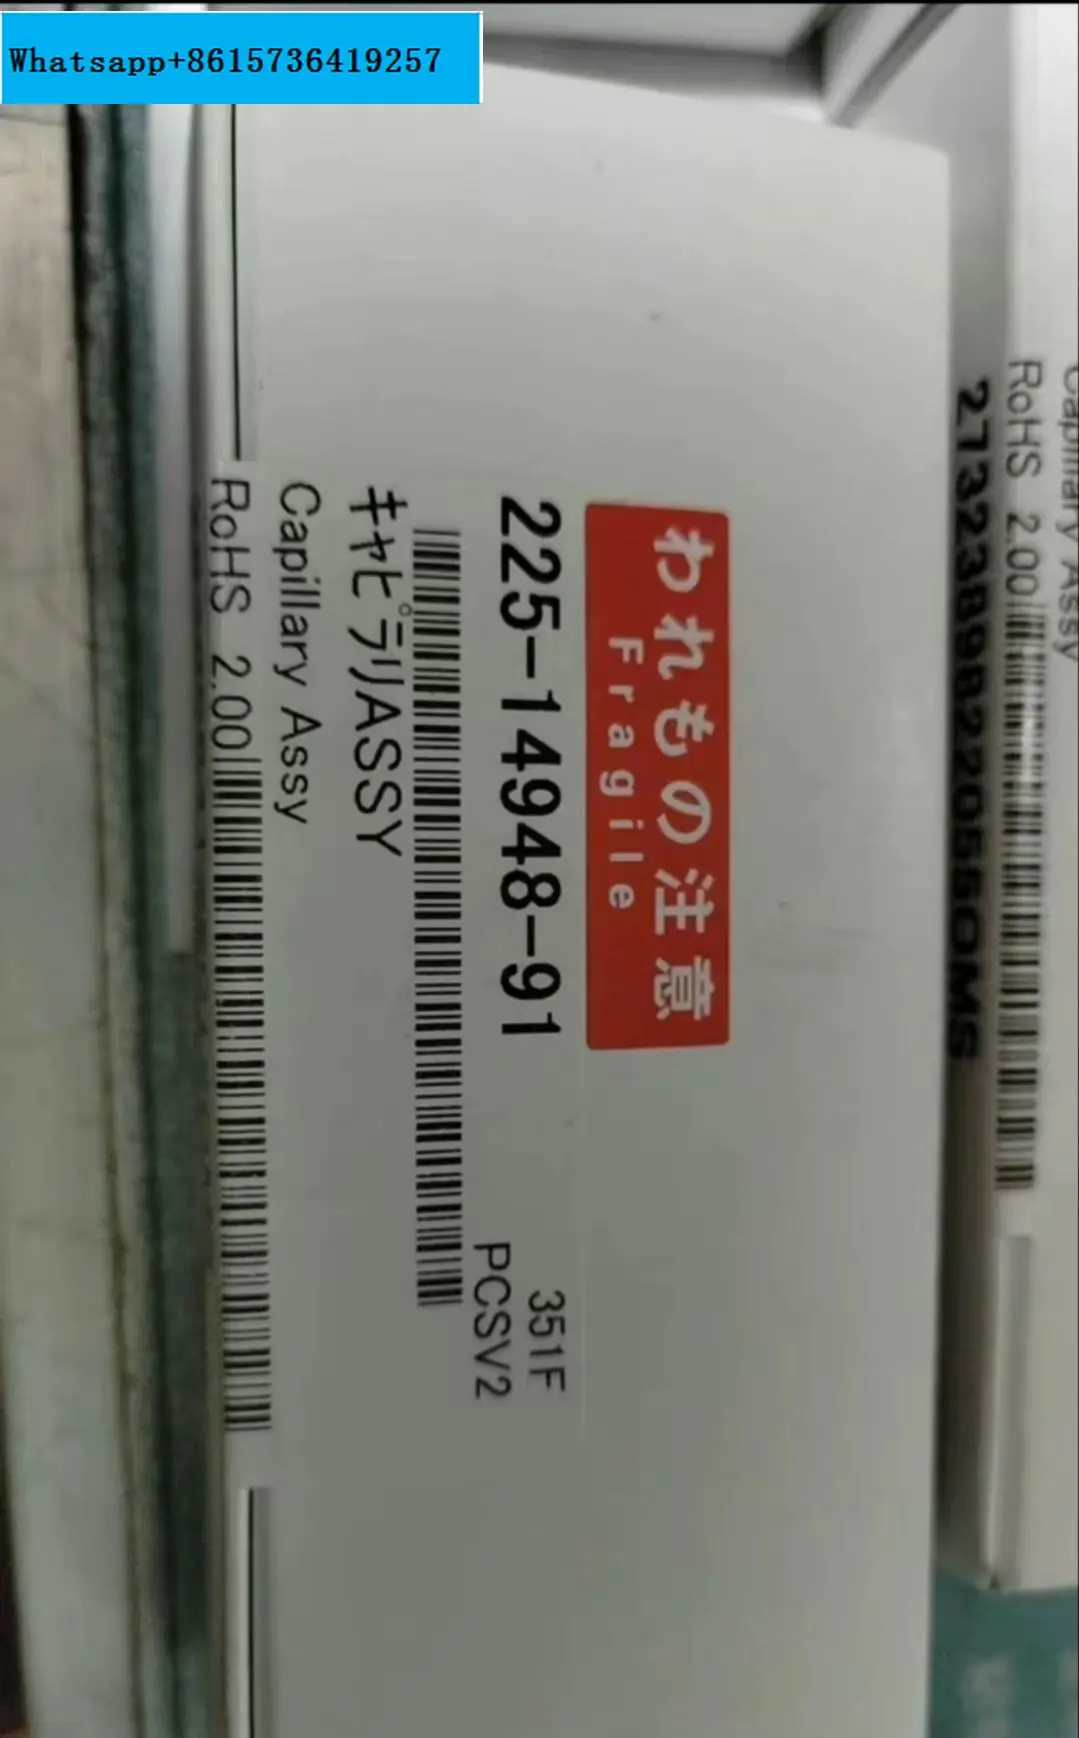 Whatsapp+8615736419257
われもの注意
Fragile
225-14948-91
351F
PCSV2
キャピラリASSY
Capillary Assy
RoHS 2.00
Capillary Assy
RoHS 2.00